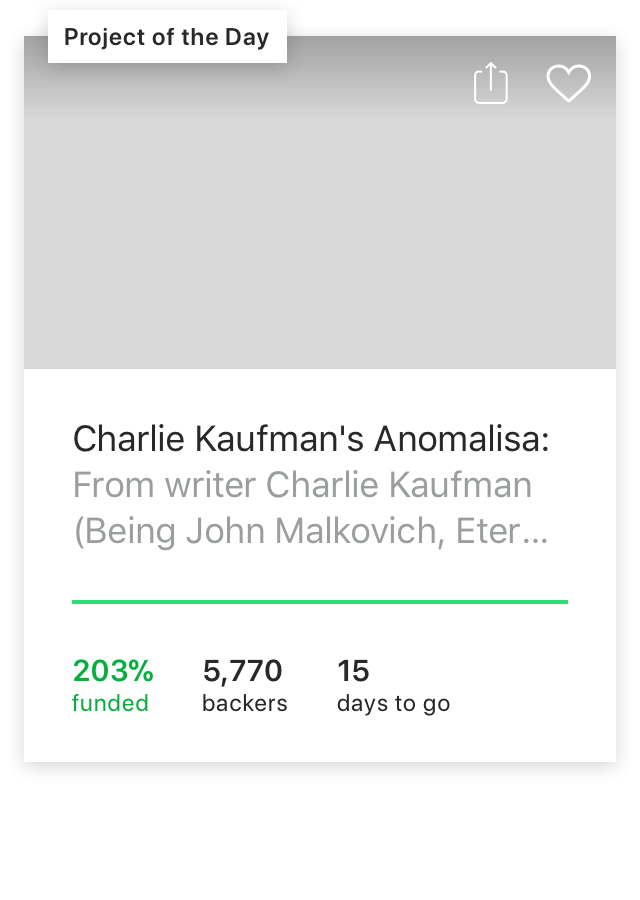 Project of the Day
Charlie Kaufman's Anomalisa:
From writer Charlie Kaufman
(Being John Malkovich, Eter...
203% 5,770 15
funded backers days to go